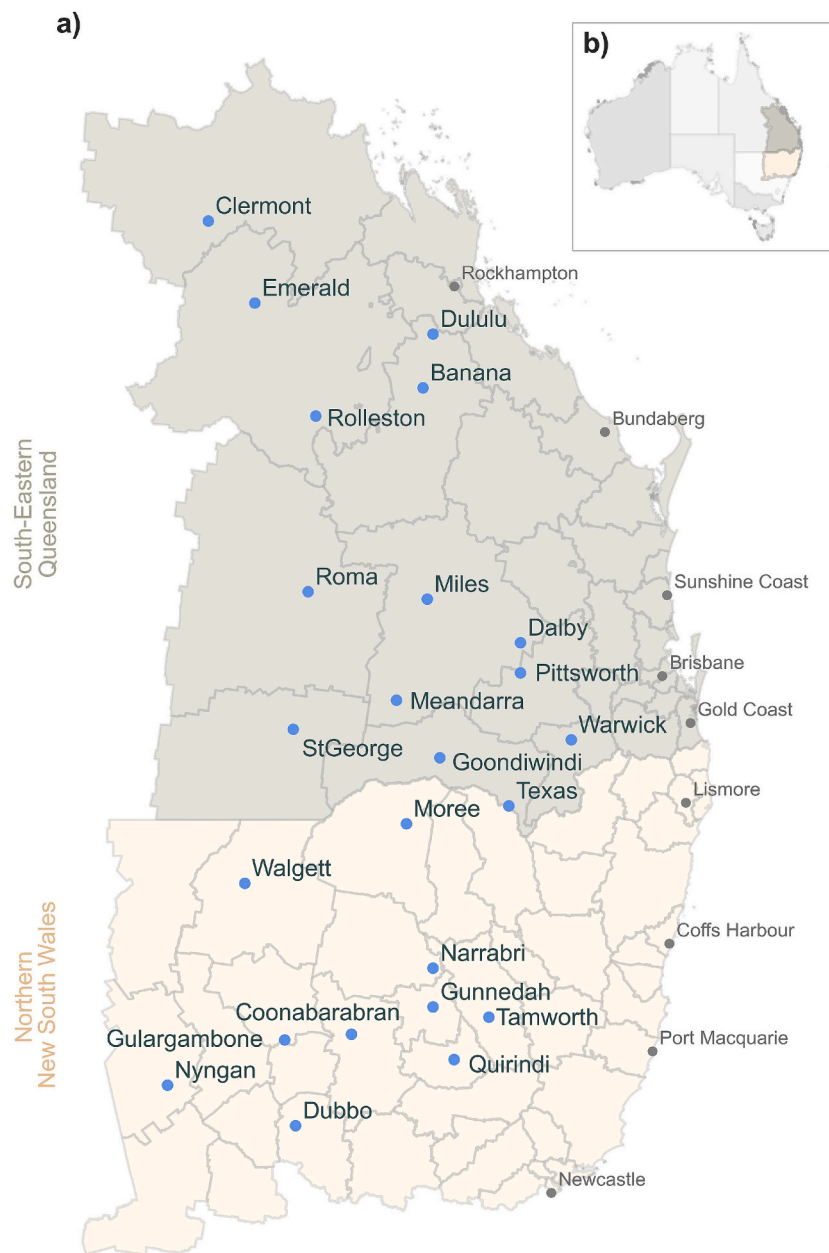 a)
b)
Clermont
Rockhampton
Emerald
Dululu
Banana
Rolleston
Bundaberg
South-Eastern
Queensland
Roma
Miles
Sunshine Coast
Dalby
Brisbane
Pittsworth
Meandarra
Gold Coast
Warwick
StGeorge
Goondiwindi
Texas
Lismore
Moree
Walgett
Northern
New South Wales
Coffs Harbour
Narrabri
Gunnedah
Coonabarabran
Tamworth
Gulargambone
Port Macquarie
Quirindi
Nyngan
Dubbo
Newcastle